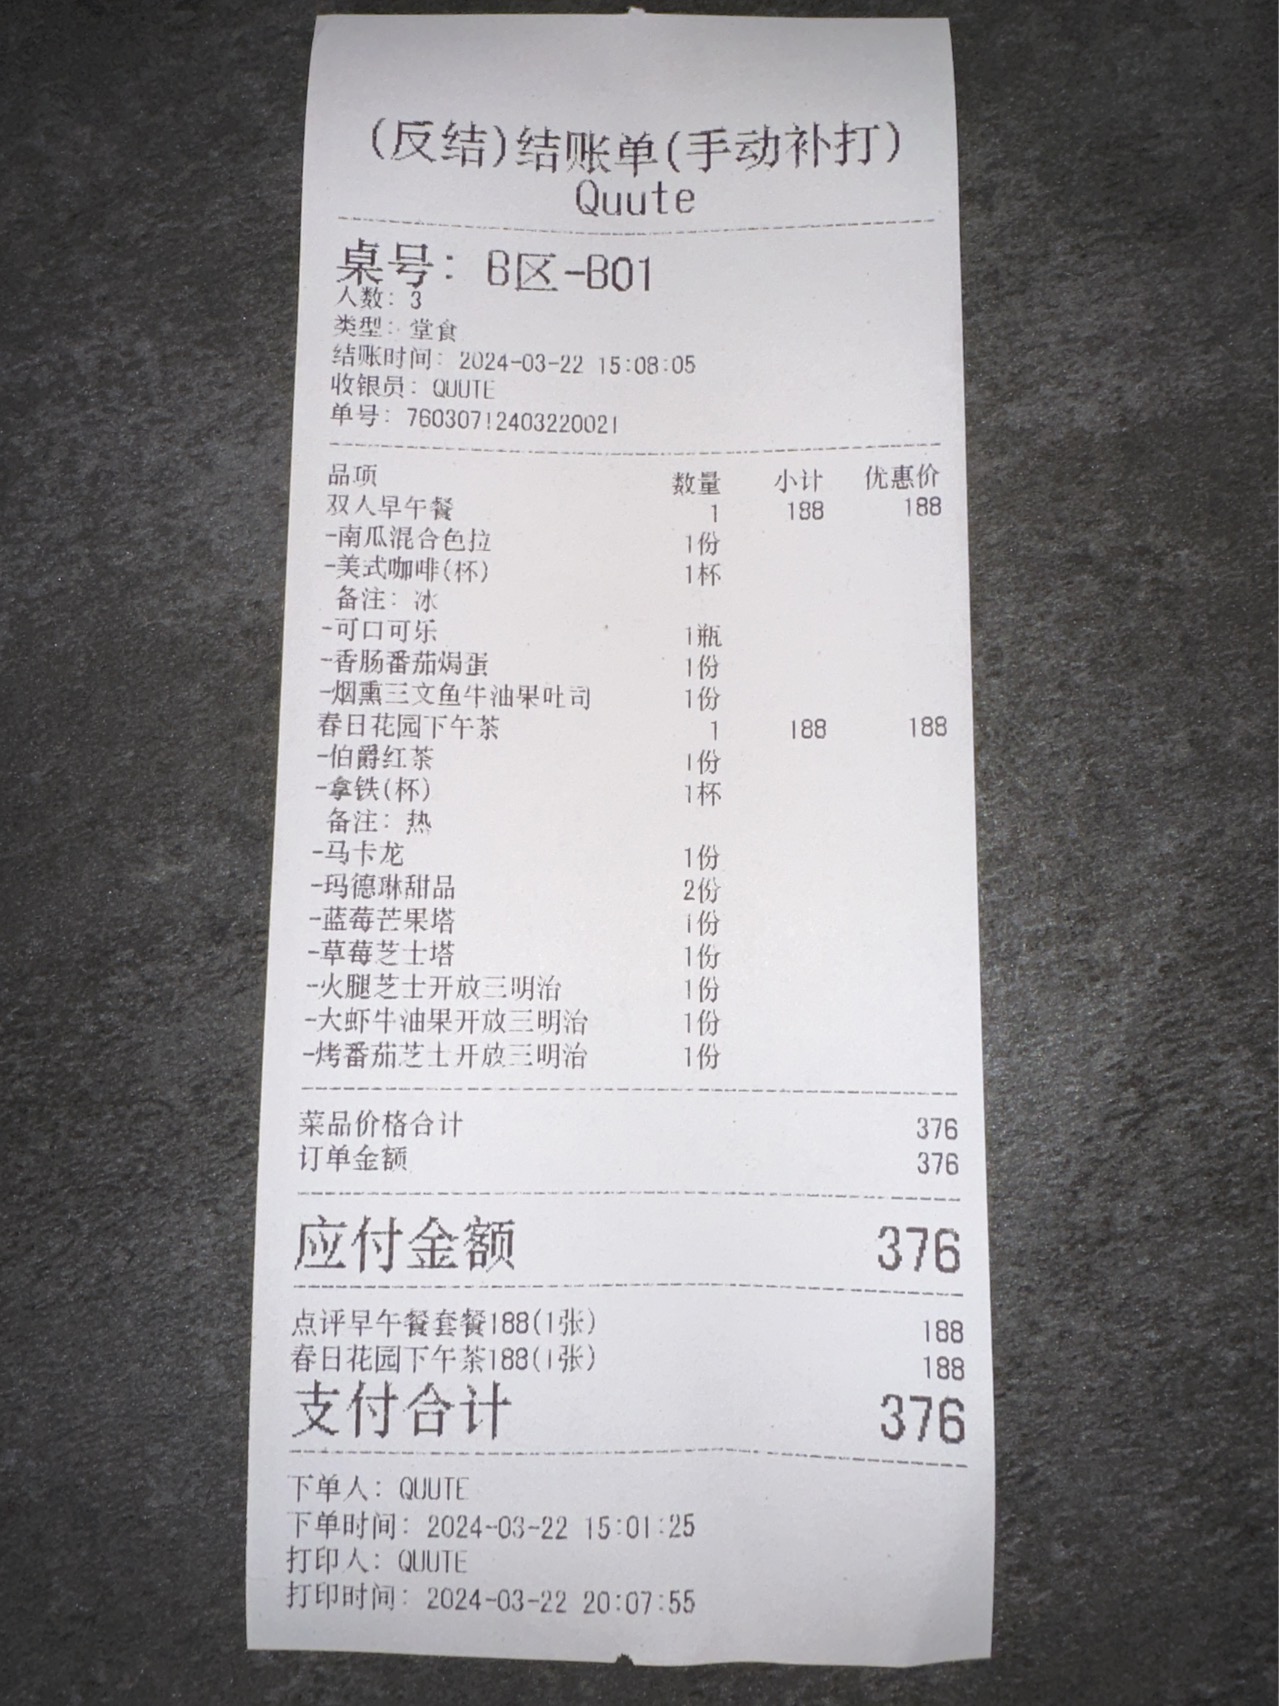 (反结)结账单(手动补打)
Quute
桌号: B区-B01
人数: 3
类型: 堂食
结账时间: 2024-03-22 15:08:05
收银员: QUUTE
单号: 76030712403220021
品项 数量 小计 优惠价
双人早午餐 1 188 188
-南瓜混合色拉 1份
-美式咖啡(杯) 1杯
备注: 冰
-可口可乐 1瓶
-香肠番茄焗蛋 1份
-烟熏三文鱼牛油果吐司 1份
春日花园下午茶 1 188 188
-伯爵红茶 1份
-拿铁(杯) 1杯
备注: 热
-马卡龙 1份
-玛德琳甜品 2份
-蓝莓芒果塔 1份
-草莓芝士塔 1份
-火腿芝士开放三明治 1份
-大虾牛油果开放三明治 1份
-烤番茄芝士开放三明治 1份
菜品价格合计 376
订单金额 376
应付金额 376
点评早午餐套餐188(1张) 188
春日花园下午茶188(1张) 188
支付合计 376
下单人: QUUTE
下单时间: 2024-03-22 15:01:25
打印人: QUUTE
打印时间: 2024-03-22 20:07:55